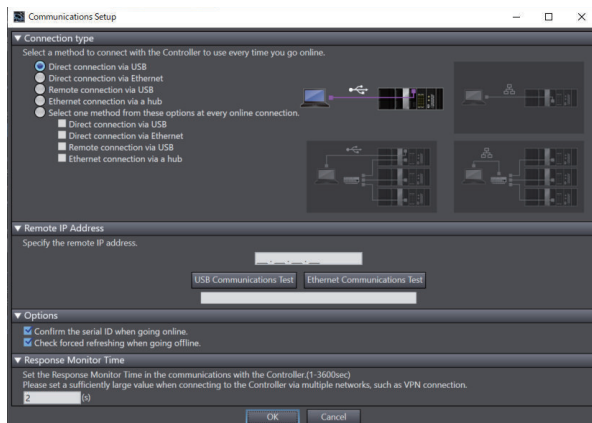 Communications Setup
▼ Connection type
Select a method to connect with the Controller to use every time you go online.
Direct connection via USB
Direct connection via Ethernet
Remote connection via USB
Ethernet connection via a hub
Select one method from these options at every online connection.
Direct connection via USB
Direct connection via Ethernet
Remote connection via USB
Ethernet connection via a hub
▼ Remote IP Address
Specify the remote IP address.
__.__.__.__
USB Communications Test Ethernet Communications Test
▼ Options
Confirm the serial ID when going online.
Check forced refreshing when going offline.
▼ Response Monitor Time
Set the Response Monitor Time in the communications with the Controller.(1-3600sec)
Please set a sufficiently large value when connecting to the Controller via multiple networks, such as VPN connection.
2 (s)
OK Cancel